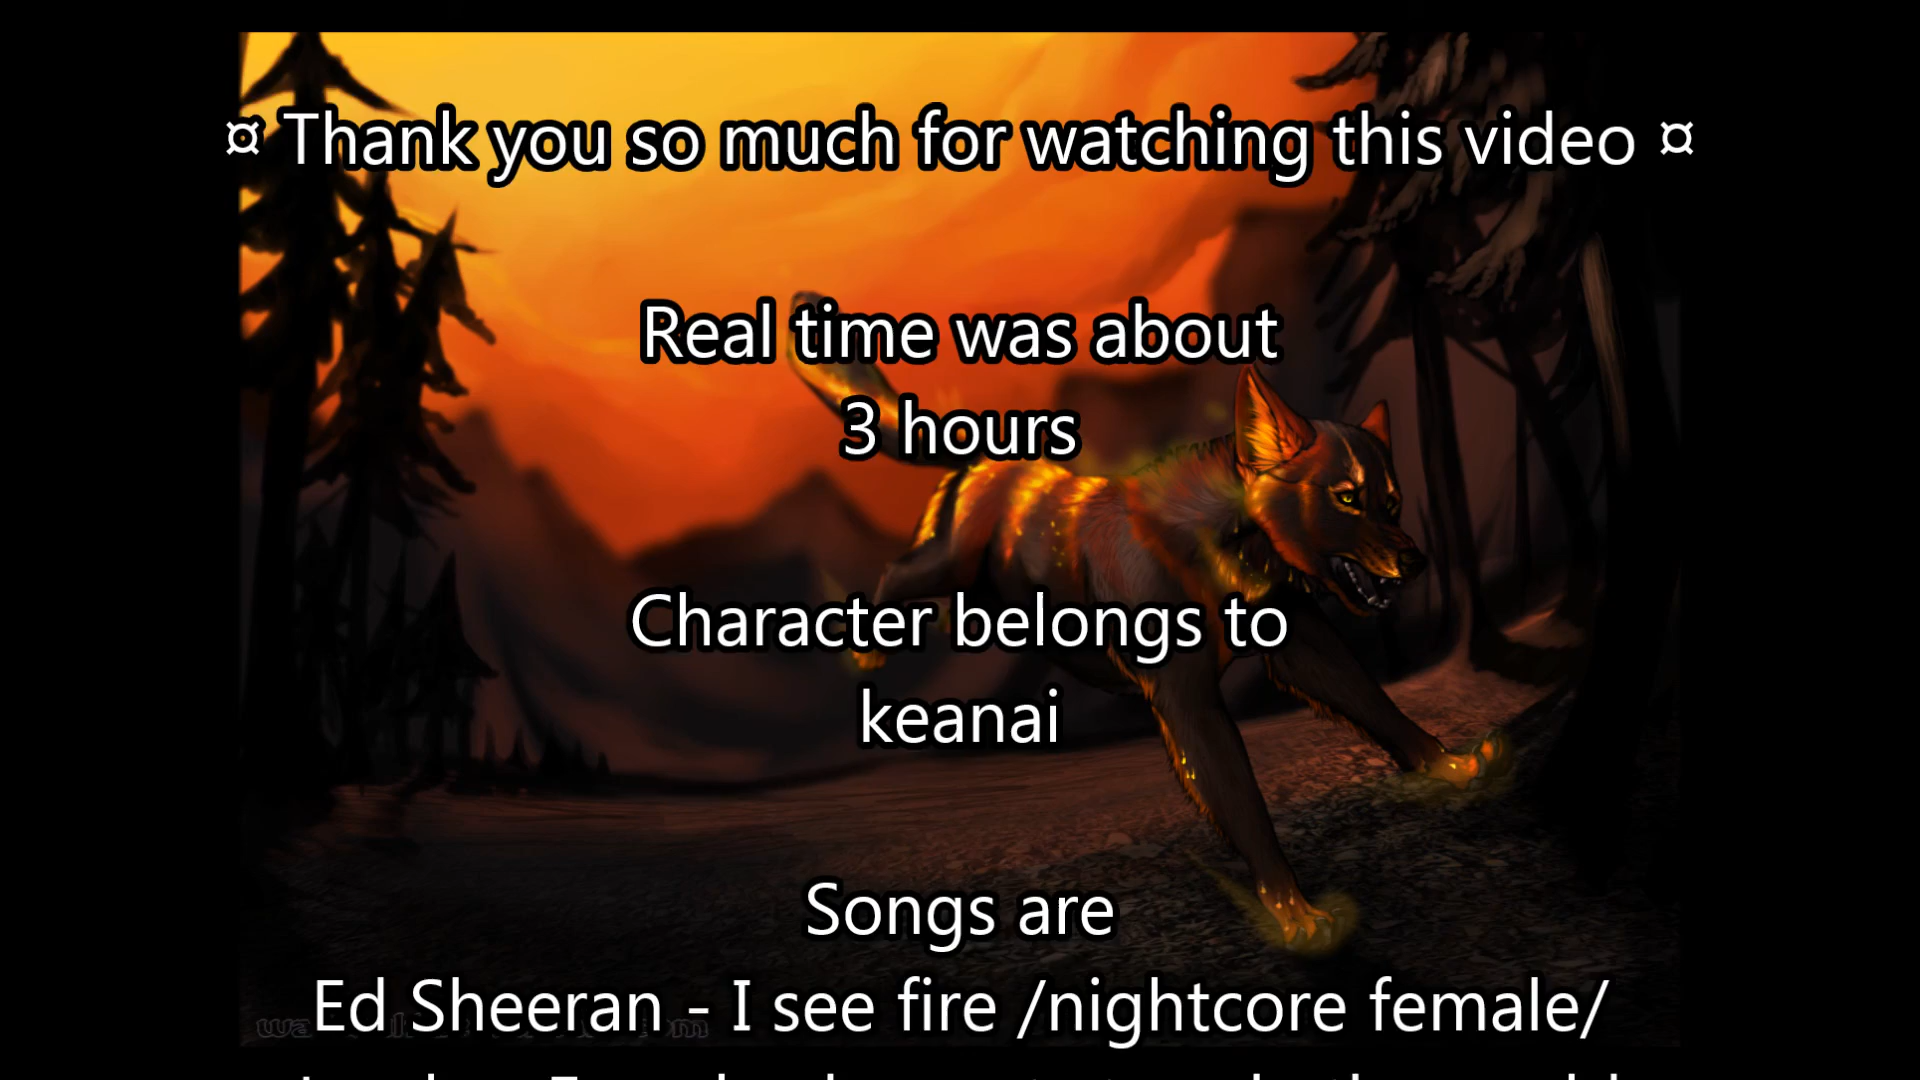 ¤ Thank you so much for watching this video ¤
Real time was about
3 hours
Character belongs to
keanai
Songs are
Ed Sheeran - I see fire /nightcore female/